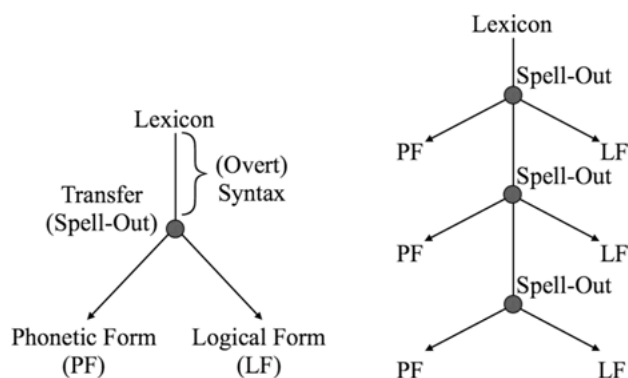 Lexicon
(Overt)
Syntax
Transfer
(Spell-Out)
Phonetic Form
(PF)
Logical Form
(LF)
Lexicon
Spell-Out
PF
LF
Spell-Out
PF
LF
Spell-Out
PF
LF